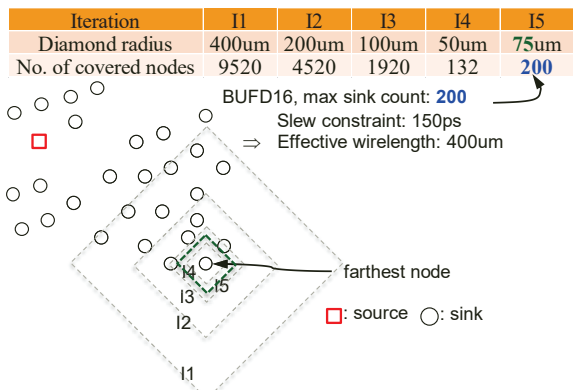 Iteration I1 I2 I3 I4 I5
Diamond radius 400um 200um 100um 50um 75um
No. of covered nodes 9520 4520 1920 132 200
BUFD16, max sink count: 200
Slew constraint: 150ps
⇒ Effective wirelength: 400um
farthest node
I4
I5
I3
I2
I1
: source : sink